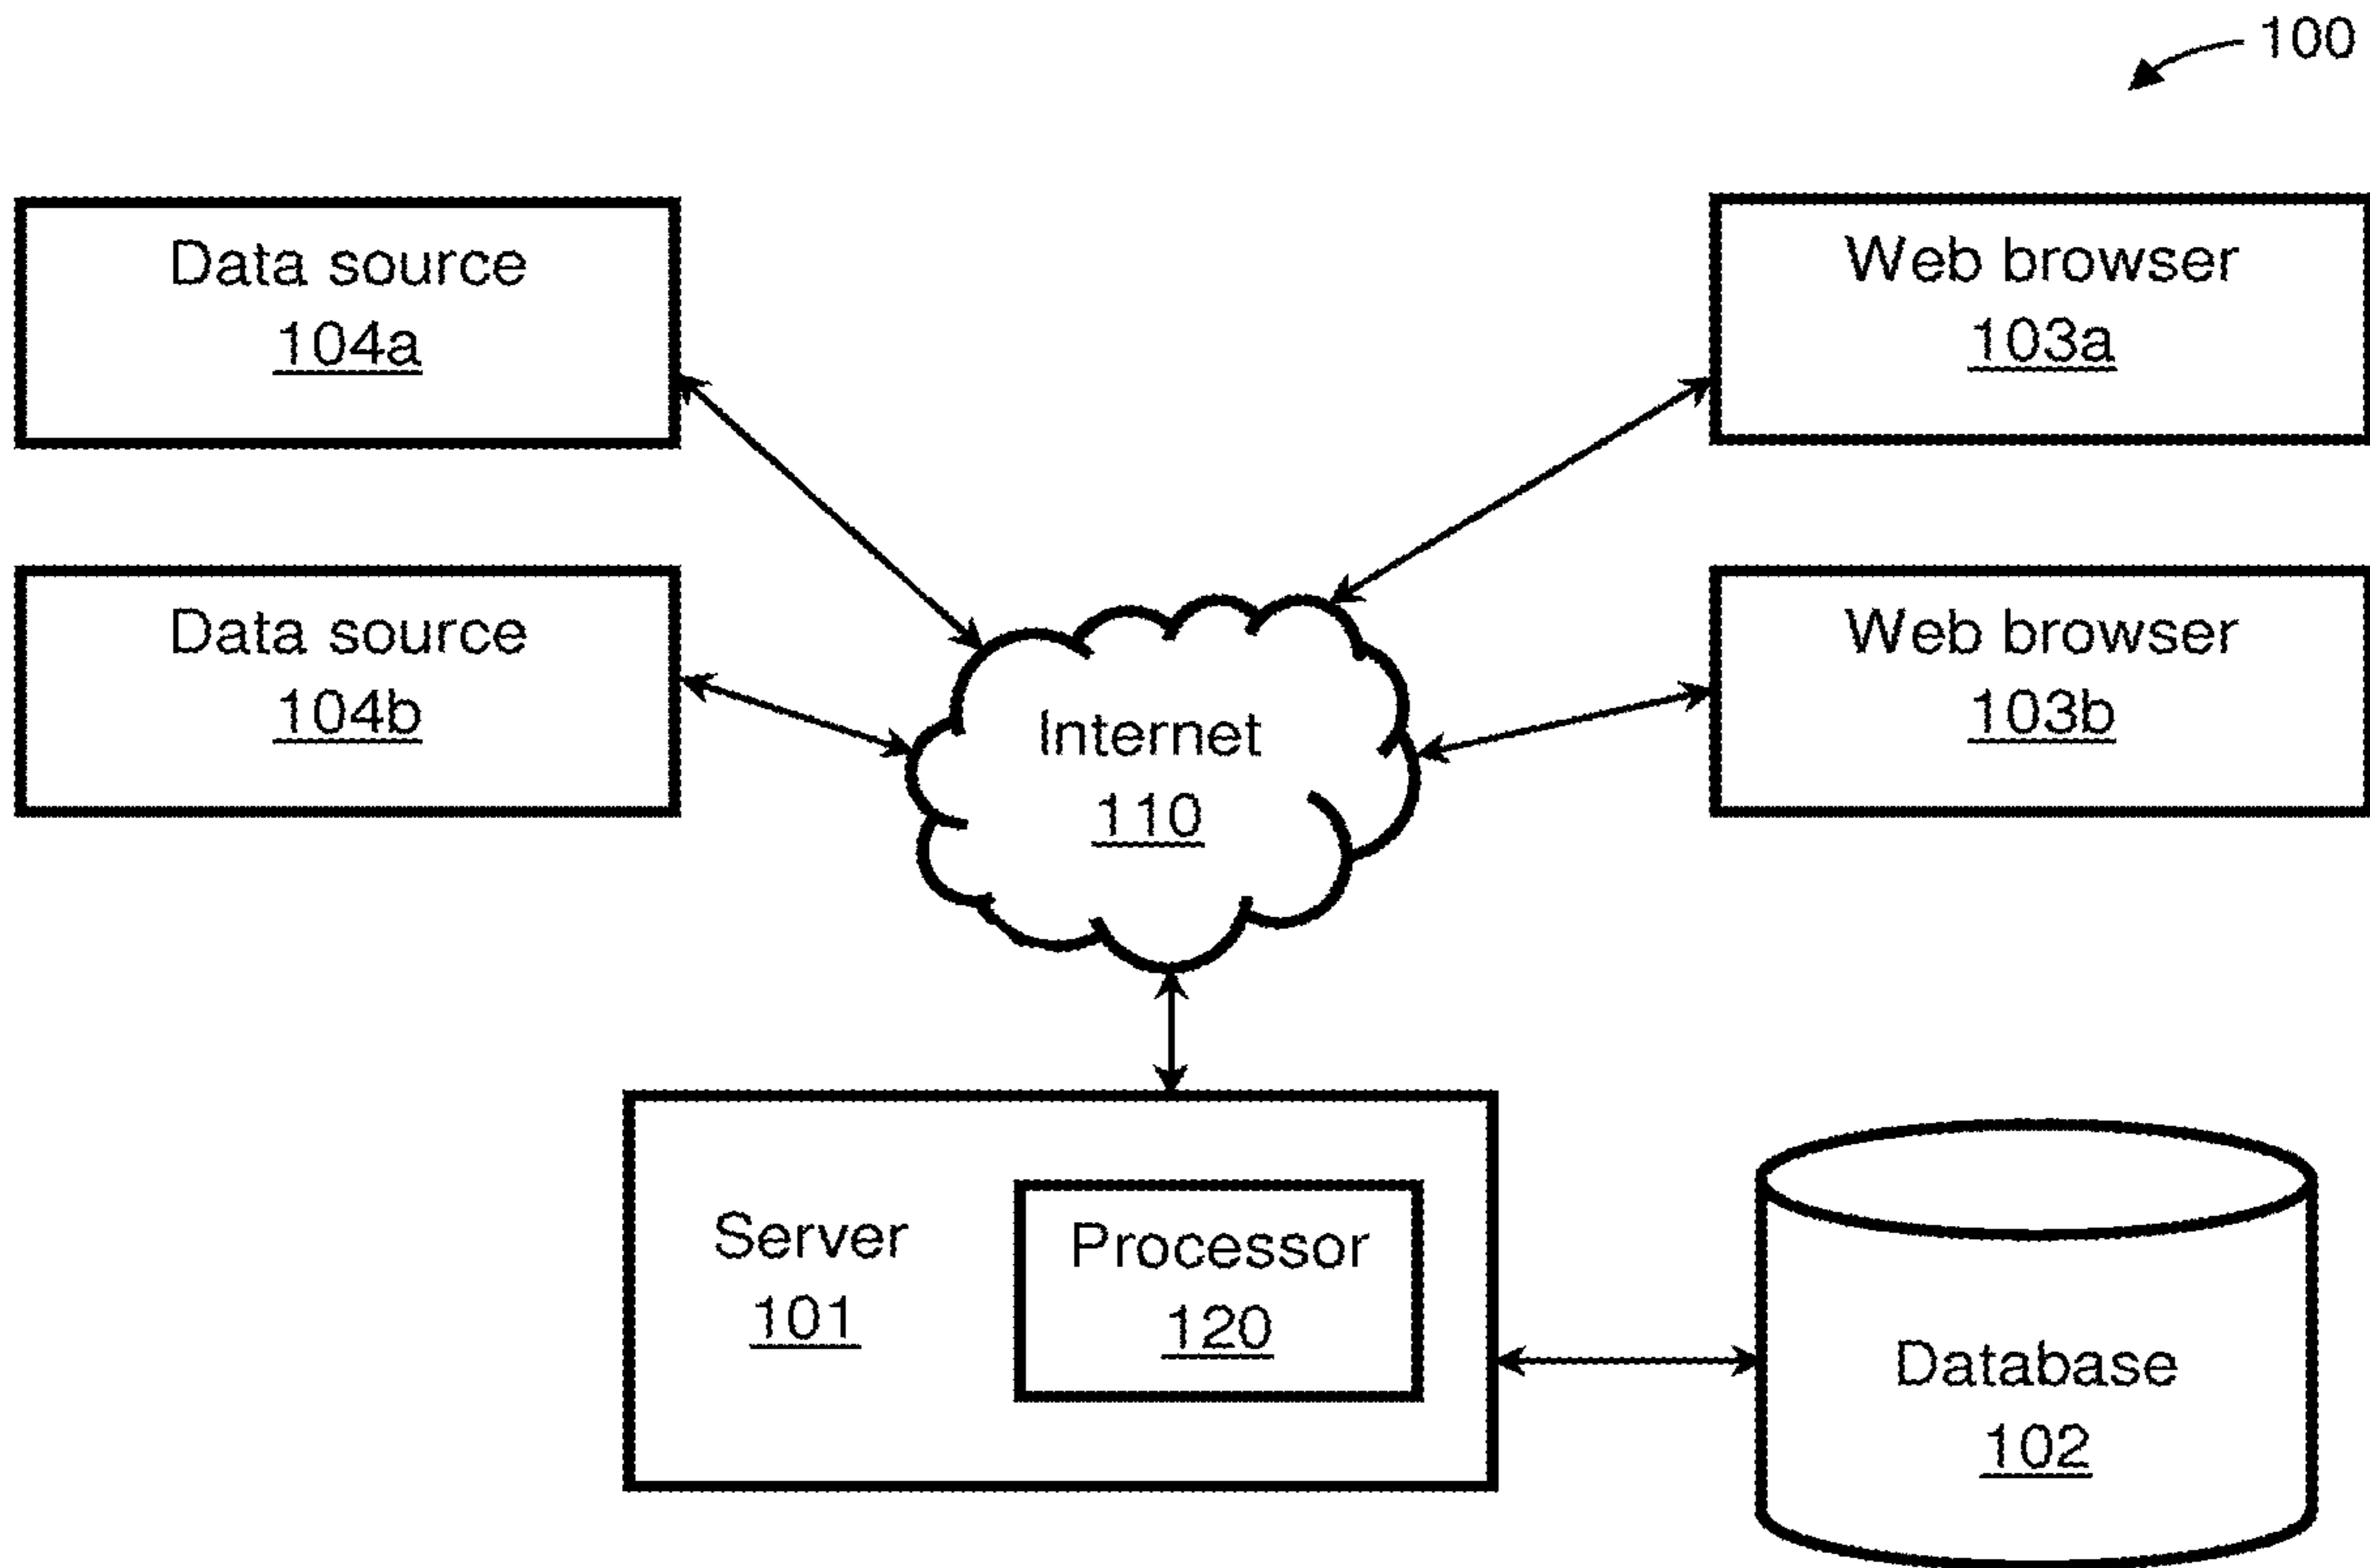 100
Data source
104a
Web browser
103a
Data source
104b
Web browser
103b
Internet
110
Server
101
Processor
120
Database
102